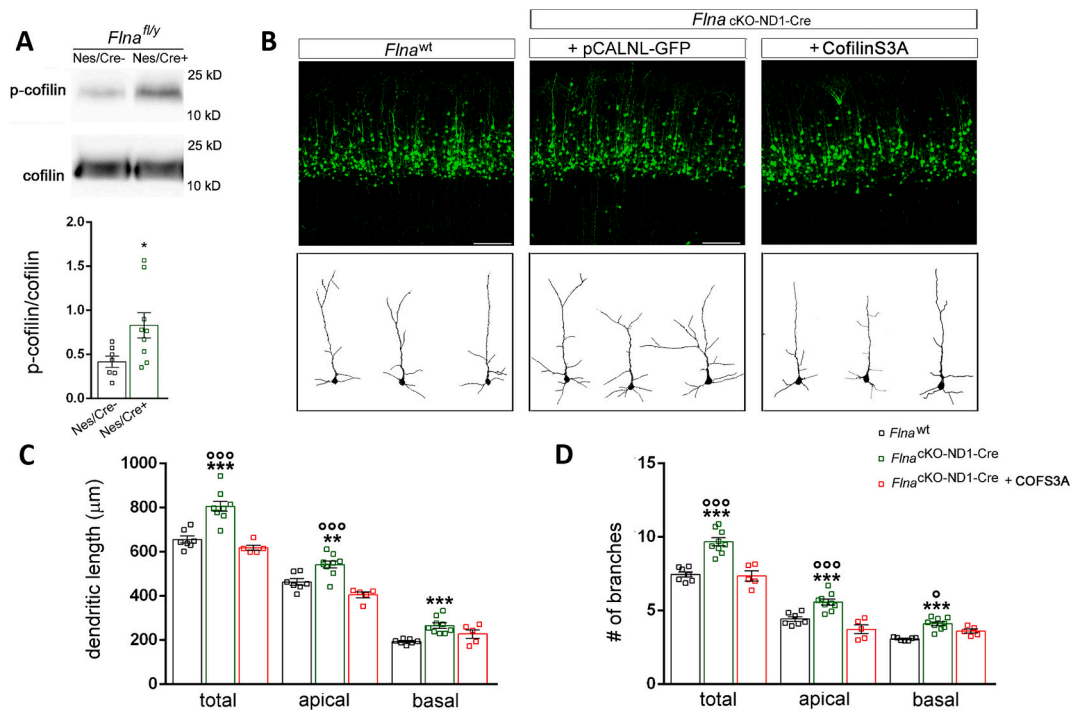 A
Flna fl/y
Nes/Cre- Nes/Cre+
p-cofilin
25 kD
10 kD
cofilin
25 kD
10 kD
p-cofilin/cofilin
2.0
1.5
1.0
0.5
0.0
*
Nes/Cre-
Nes/Cre+
B
Flna cKO-ND1-Cre
Flna wt
+ pCALNL-GFP
+ CofilinS3A
C
dendritic length (µm)
1000
800
600
400
200
0
°°°
***
°°°
**
***
total
apical
basal
D
Flna wt
Flna cKO-ND1-Cre
Flna cKO-ND1-Cre + COFS3A
# of branches
15
10
5
0
°°°
***
°°°
***
°
***
total
apical
basal